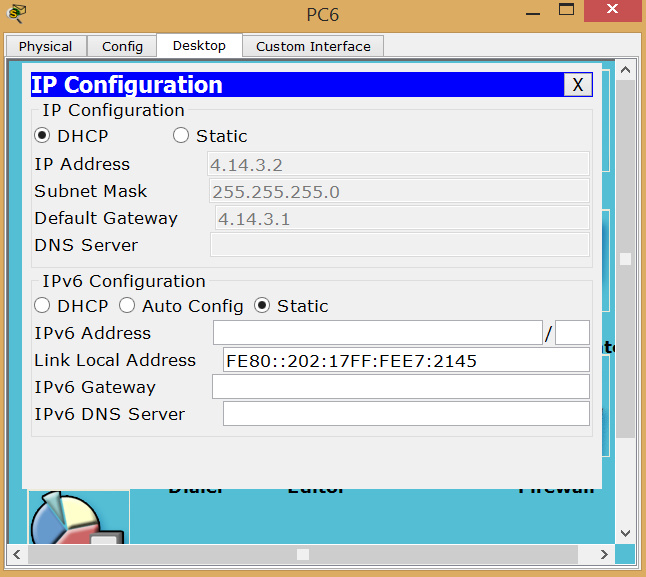 PC6
X
Physical Config Desktop Custom Interface
IP Configuration X
IP Configuration
DHCP Static
IP Address 4.14.3.2
Subnet Mask 255.255.255.0
Default Gateway 4.14.3.1
DNS Server
IPv6 Configuration
DHCP Auto Config Static
IPv6 Address /
Link Local Address FE80::202:17FF:FEE7:2145
IPv6 Gateway
IPv6 DNS Server
Dialer Editor Firewall